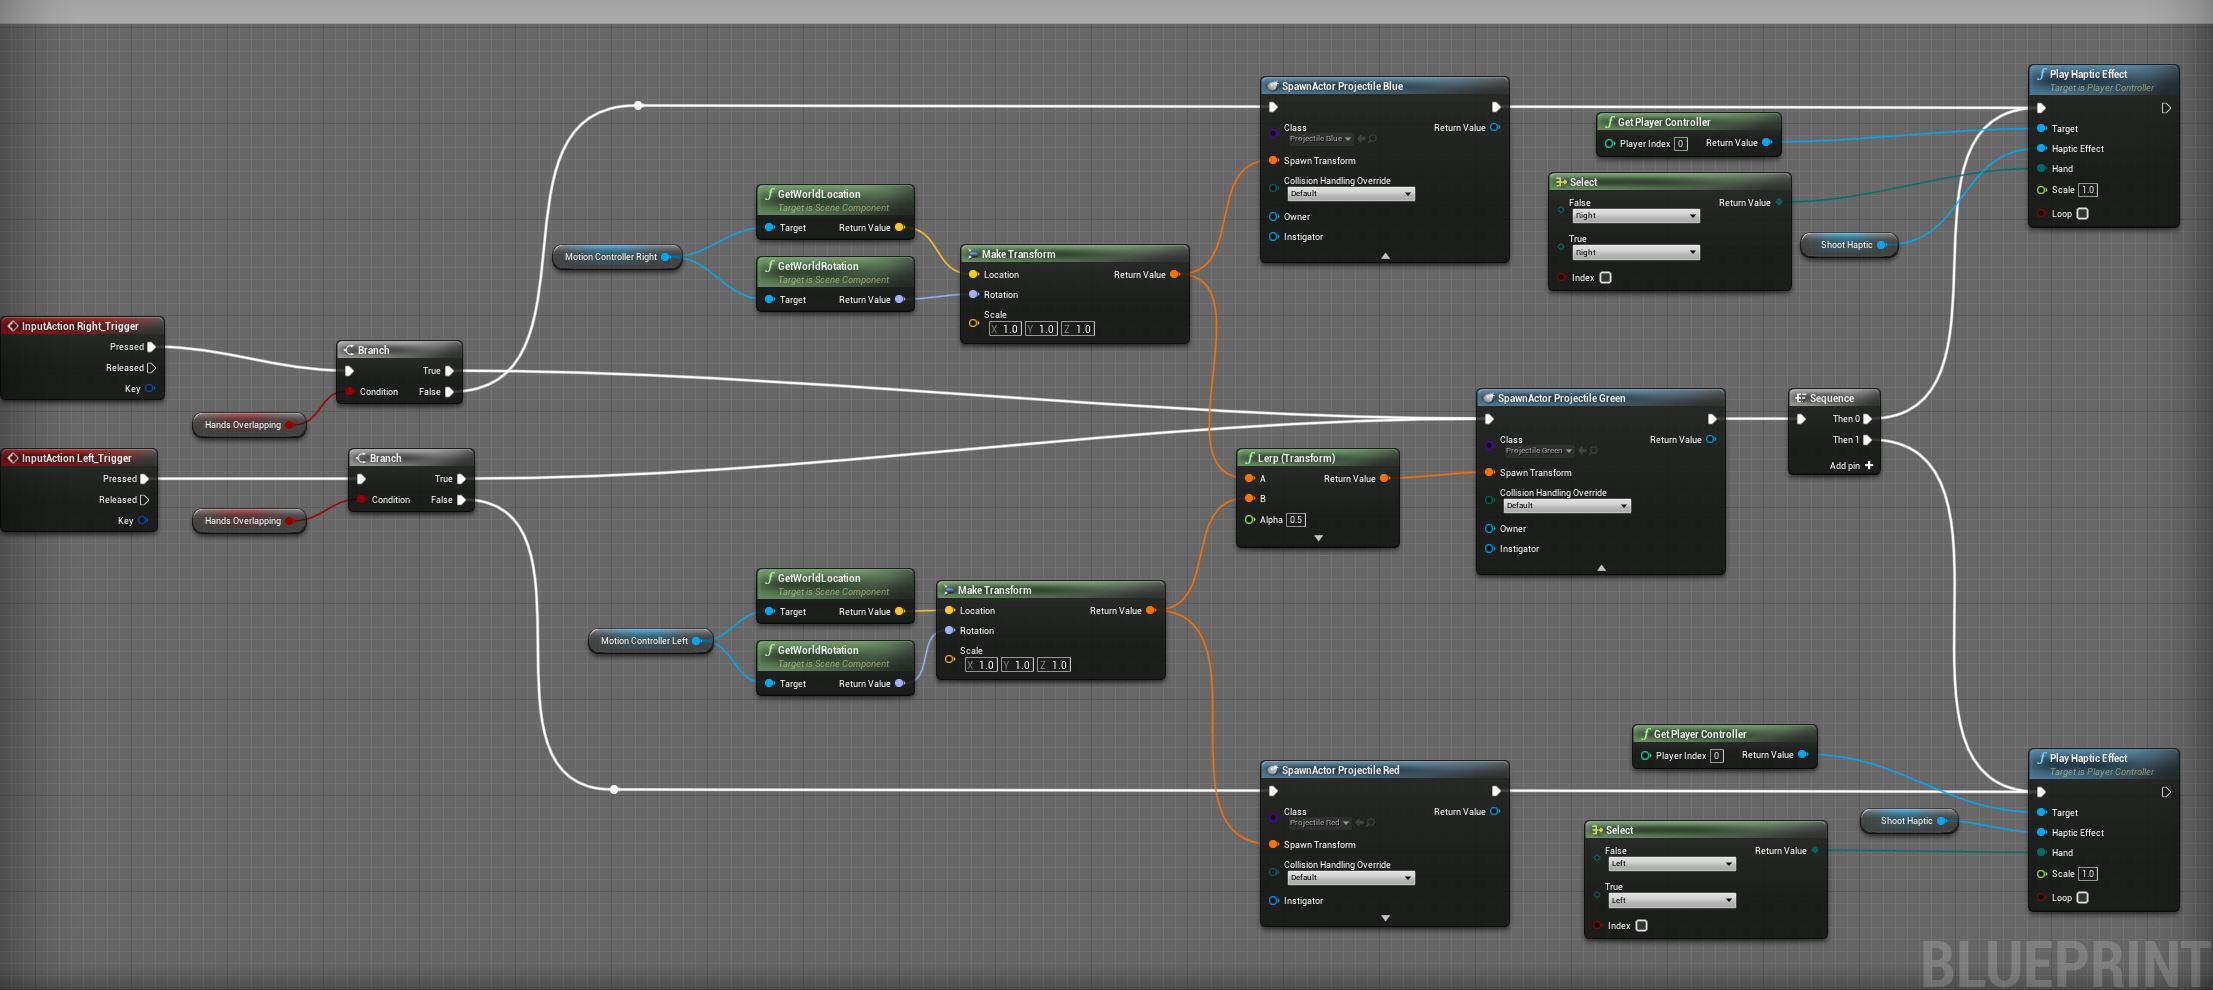 InputAction Right_Trigger
Pressed
Released
Key
Hands Overlapping
Branch
True
Condition
False
InputAction Left_Trigger
Pressed
Released
Key
Hands Overlapping
Branch
True
Condition
False
Motion Controller Right
GetWorldLocation
Target is Scene Component
Target
Return Value
GetWorldRotation
Target is Scene Component
Target
Return Value
Make Transform
Location
Return Value
Rotation
Scale
X 1.0 Y 1.0 Z 1.0
Motion Controller Left
GetWorldLocation
Target is Scene Component
Target
Return Value
GetWorldRotation
Target is Scene Component
Target
Return Value
Make Transform
Location
Return Value
Rotation
Scale
X 1.0 Y 1.0 Z 1.0
SpawnActor Projectile Blue
Class
Projectile Blue
Return Value
Spawn Transform
Collision Handling Override
Default
Owner
Instigator
Lerp (Transform)
A
Return Value
B
Alpha 0.5
SpawnActor Projectile Green
Class
Projectile Green
Return Value
Spawn Transform
Collision Handling Override
Default
Owner
Instigator
SpawnActor Projectile Red
Class
Projectile Red
Return Value
Spawn Transform
Collision Handling Override
Default
Instigator
Get Player Controller
Player Index 0
Return Value
Select
False
Right
Return Value
True
Right
Index
Shoot Haptic
Sequence
Then 0
Then 1
Add pin
Play Haptic Effect
Target is Player Controller
Target
Haptic Effect
Hand
Scale 1.0
Loop
Get Player Controller
Player Index 0
Return Value
Shoot Haptic
Select
False
Left
Return Value
True
Left
Index
Play Haptic Effect
Target is Player Controller
Target
Haptic Effect
Hand
Scale 1.0
Loop
BLUEPRINT